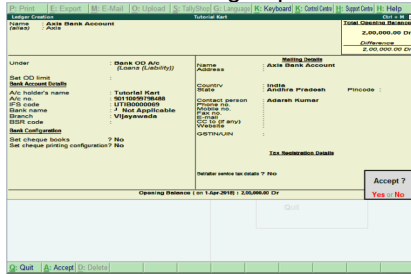 P: Print E: Export M: E-Mail O: Upload S: TallyShop G: Language K: Keyboard K: Control Centre H: Support Centre H: Help
Ledger Creation Tutorial Kart Ctrl + M
Name : Axis Bank Account
(alias) : Axis
Total Opening Balance
2,00,000.00 Dr
Difference
2,00,000.00 Dr
Under : Bank OD A/c
(Loans (Liability))
Set OD limit :
Bank Account Details
A/c holder's name : Tutorial Kart
A/c no. : 90110059798488
IFS code : UTIB0000069
Bank name : Not Applicable
Branch : Vijayawada
BSR code :
Bank Configuration
Set cheque books ? No
Set cheque printing configuration ? No
Mailing Details
Name : Axis Bank Account
Address :
Country : India
State : Andhra Pradesh Pincode :
Contact person : Adarsh Kumar
Phone no. :
Mobile no. :
Fax no. :
E-mail :
CC to (if any) :
Website :
GSTIN/UIN :
Tax Registration Details
Set/alter service tax details ? No
Opening Balance ( on 1-Apr-2018) : 2,00,000.00 Dr
Accept ?
Yes or No
Quit
Q: Quit A: Accept D: Delete